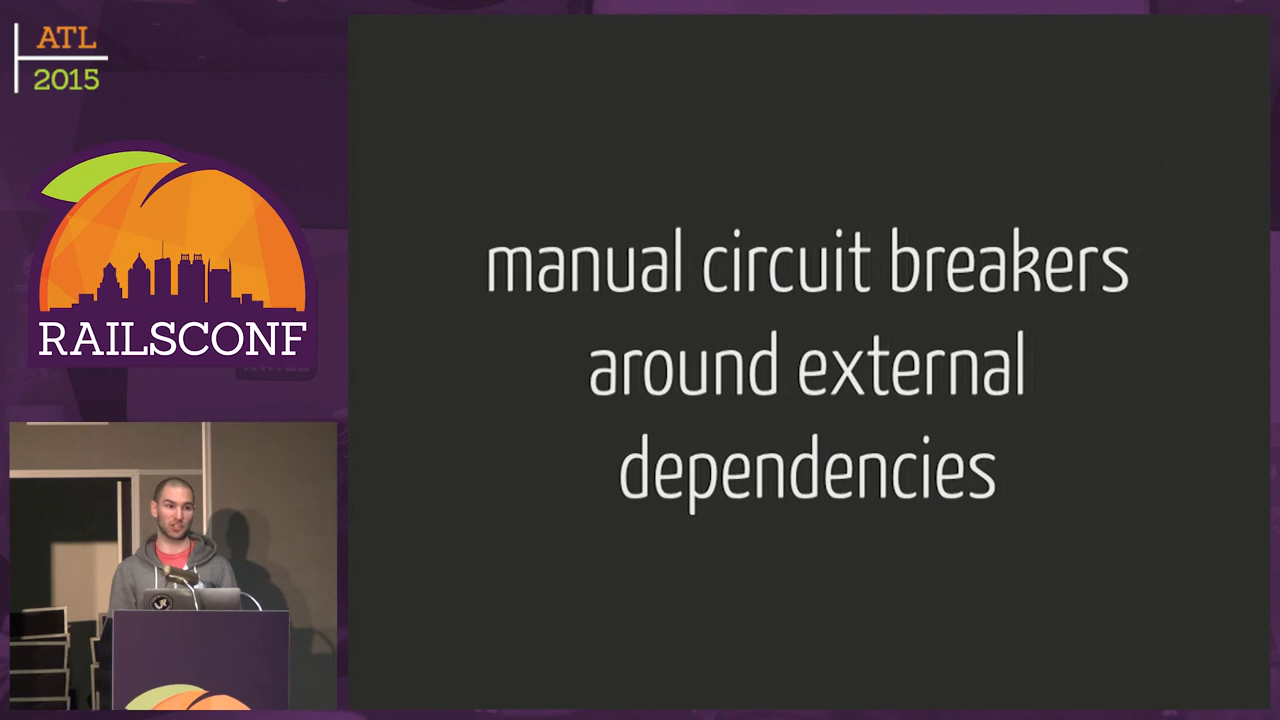 ATL
2015
RAILSCONF
manual circuit breakers
around external
dependencies